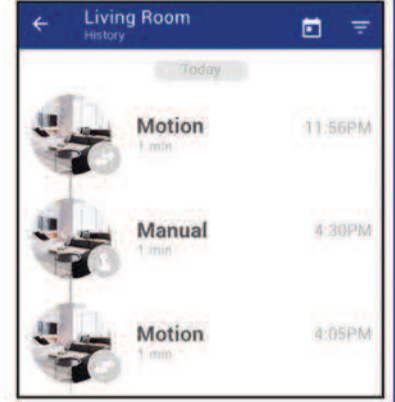 Living Room
History
Today
Motion 11:56PM
1 min
Manual 4:30PM
1 min
Motion 4:05PM
1 min